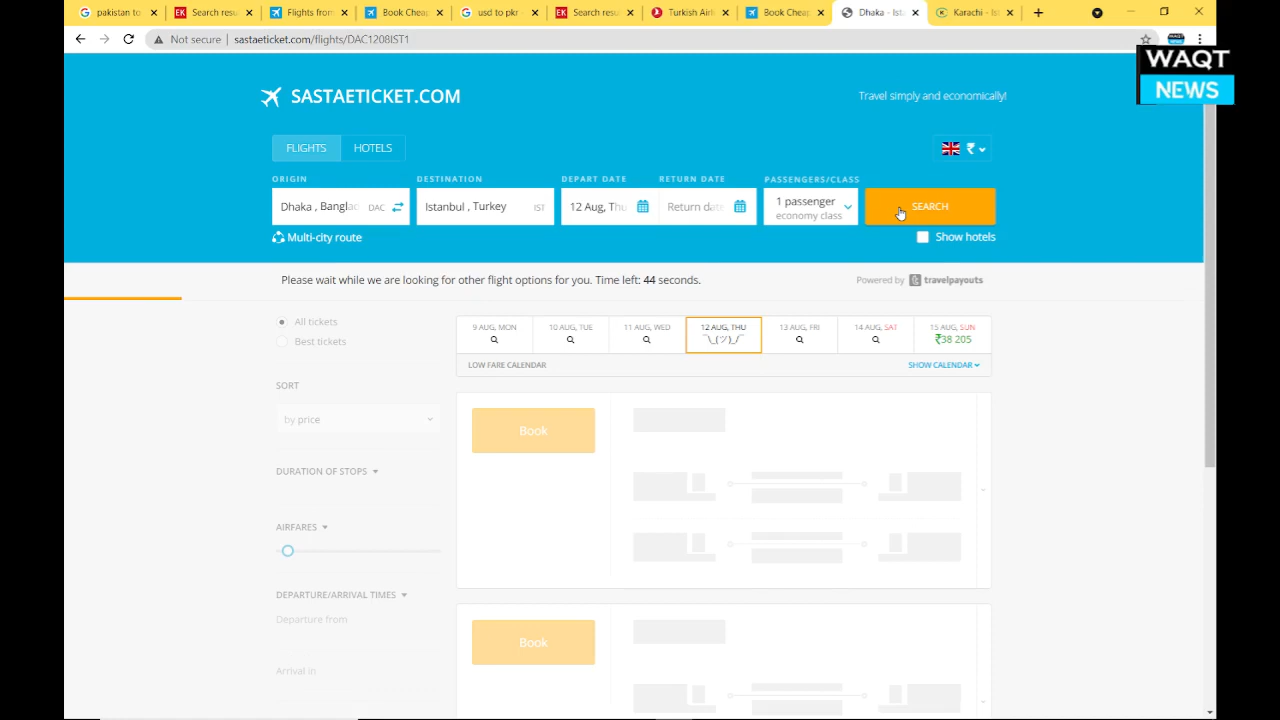 pakistan to
Search resu
Flights from
Book Cheap
usd to pkr -
Search resu
Turkish Airl
Book Cheap
Dhaka - Ista
Karachi - Ist
Not secure | sastaeticket.com/flights/DAC1208IST1
WAQT
NEWS
SASTAETICKET.COM
Travel simply and economically!
FLIGHTS
HOTELS
₹
ORIGIN
DESTINATION
DEPART DATE
RETURN DATE
PASSENGERS/CLASS
Dhaka , Banglad
DAC
Istanbul , Turkey
IST
12 Aug, Thu
Return date
1 passenger
economy class
SEARCH
Multi-city route
Show hotels
Please wait while we are looking for other flight options for you. Time left: 44 seconds.
Powered by travelpayouts
All tickets
Best tickets
9 AUG, MON
10 AUG, TUE
11 AUG, WED
12 AUG, THU
¯\_(ツ)_/¯
13 AUG, FRI
14 AUG, SAT
15 AUG, SUN
₹38 205
LOW FARE CALENDAR
SHOW CALENDAR
SORT
by price
DURATION OF STOPS
AIRFARES
DEPARTURE/ARRIVAL TIMES
Departure from
Arrival in
Book
Book